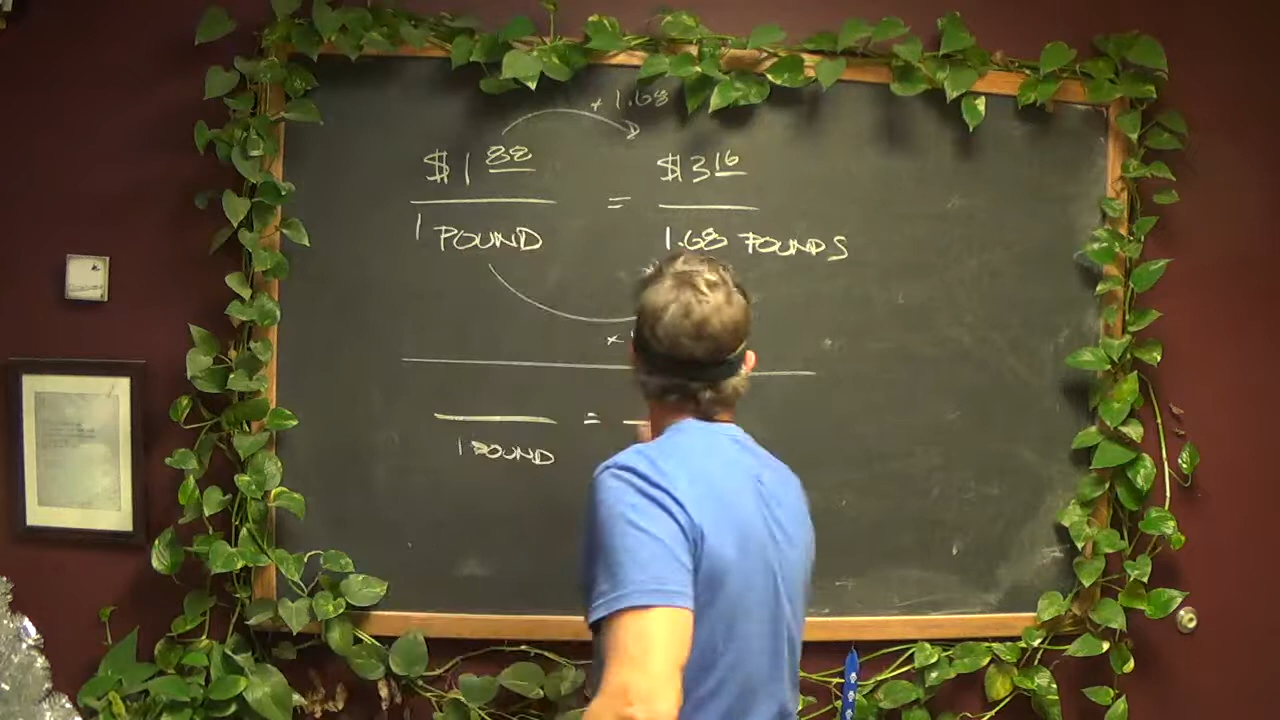 × 1.68
$1 88 = $3 16
1 POUND 1.68 POUNDS
×
=
1 POUND